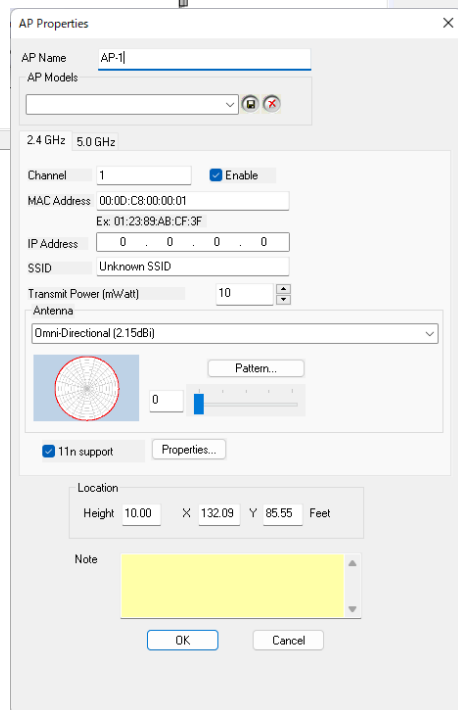 AP Properties
AP Name AP-1
AP Models
2.4 GHz 5.0 GHz
Channel 1 Enable
MAC Address 00:0D:C8:00:00:01
Ex: 01:23:89:AB:CF:3F
IP Address 0 . 0 . 0 . 0
SSID Unknown SSID
Transmit Power (mWatt) 10
Antenna
Omni-Directional (2.15dBi)
Pattern...
0
11n support Properties...
Location
Height 10.00 X 132.09 Y 85.55 Feet
Note
OK Cancel